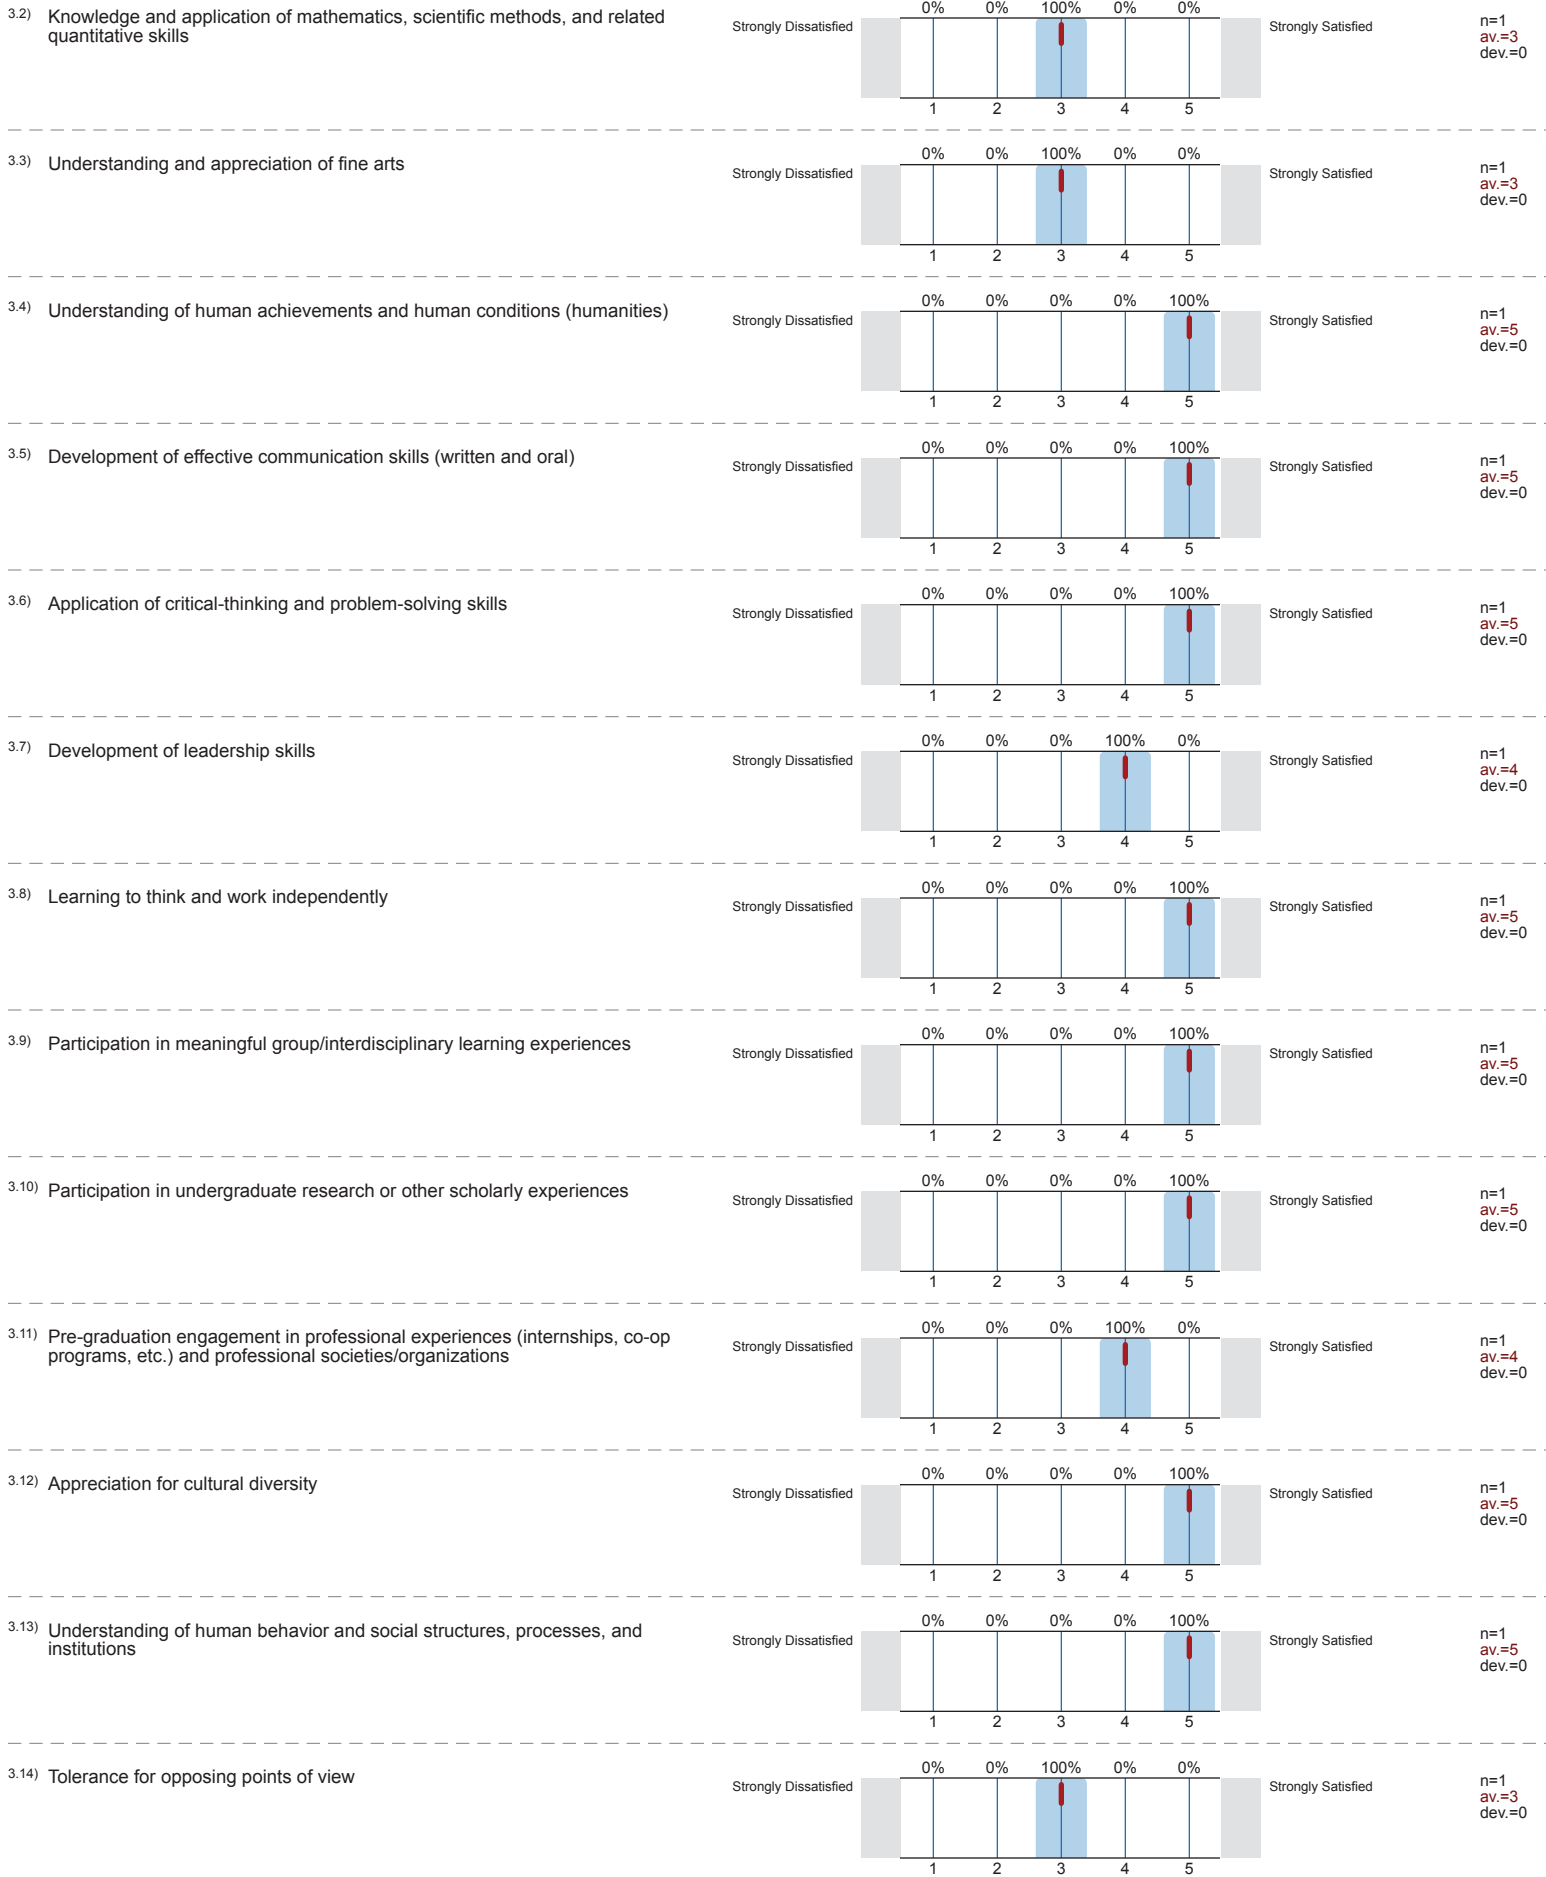 3.2) Knowledge and application of mathematics, scientific methods, and related
quantitative skills
0% 0% 100% 0% 0%
Strongly Dissatisfied Strongly Satisfied
n=1
av.=3
dev.=0
1 2 3 4 5
3.3) Understanding and appreciation of fine arts
0% 0% 100% 0% 0%
Strongly Dissatisfied Strongly Satisfied
n=1
av.=3
dev.=0
1 2 3 4 5
3.4) Understanding of human achievements and human conditions (humanities)
0% 0% 0% 0% 100%
Strongly Dissatisfied Strongly Satisfied
n=1
av.=5
dev.=0
1 2 3 4 5
3.5) Development of effective communication skills (written and oral)
0% 0% 0% 0% 100%
Strongly Dissatisfied Strongly Satisfied
n=1
av.=5
dev.=0
1 2 3 4 5
3.6) Application of critical-thinking and problem-solving skills
0% 0% 0% 0% 100%
Strongly Dissatisfied Strongly Satisfied
n=1
av.=5
dev.=0
1 2 3 4 5
3.7) Development of leadership skills
0% 0% 0% 100% 0%
Strongly Dissatisfied Strongly Satisfied
n=1
av.=4
dev.=0
1 2 3 4 5
3.8) Learning to think and work independently
0% 0% 0% 0% 100%
Strongly Dissatisfied Strongly Satisfied
n=1
av.=5
dev.=0
1 2 3 4 5
3.9) Participation in meaningful group/interdisciplinary learning experiences
0% 0% 0% 0% 100%
Strongly Dissatisfied Strongly Satisfied
n=1
av.=5
dev.=0
1 2 3 4 5
3.10) Participation in undergraduate research or other scholarly experiences
0% 0% 0% 0% 100%
Strongly Dissatisfied Strongly Satisfied
n=1
av.=5
dev.=0
1 2 3 4 5
3.11) Pre-graduation engagement in professional experiences (internships, co-op
programs, etc.) and professional societies/organizations
0% 0% 0% 100% 0%
Strongly Dissatisfied Strongly Satisfied
n=1
av.=4
dev.=0
1 2 3 4 5
3.12) Appreciation for cultural diversity
0% 0% 0% 0% 100%
Strongly Dissatisfied Strongly Satisfied
n=1
av.=5
dev.=0
1 2 3 4 5
3.13) Understanding of human behavior and social structures, processes, and
institutions
0% 0% 0% 0% 100%
Strongly Dissatisfied Strongly Satisfied
n=1
av.=5
dev.=0
1 2 3 4 5
3.14) Tolerance for opposing points of view
0% 0% 100% 0% 0%
Strongly Dissatisfied Strongly Satisfied
n=1
av.=3
dev.=0
1 2 3 4 5